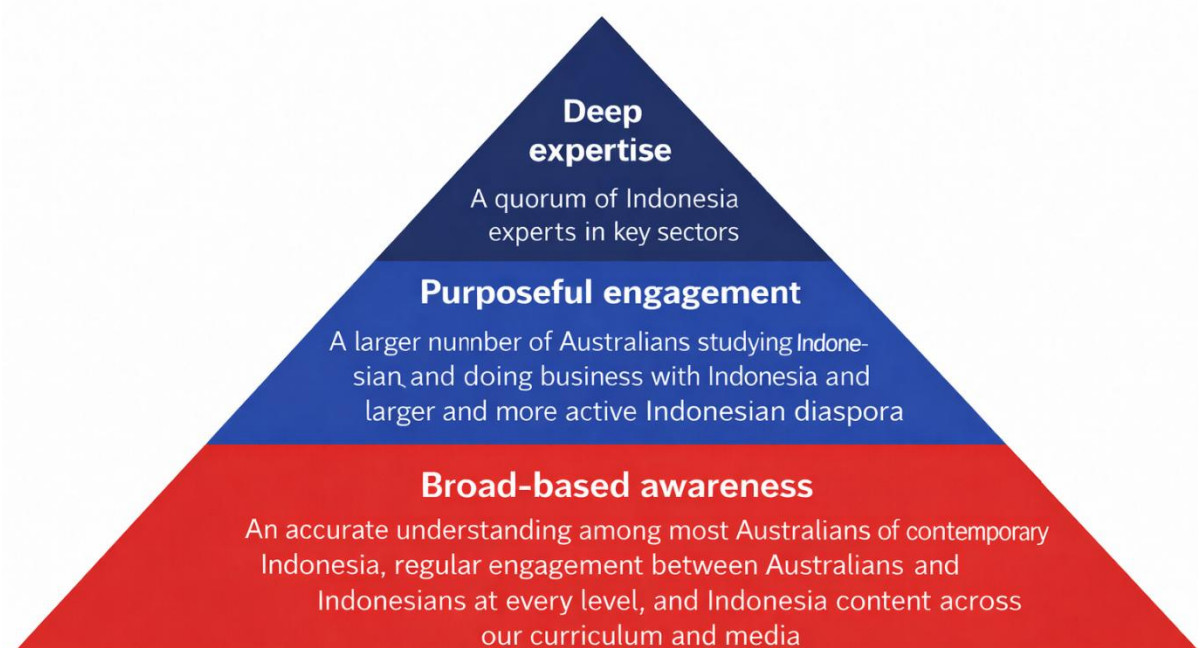 Deep
expertise
A quorum of Indonesia
experts in key sectors
Purposeful engagement
A larger nunnber of Australians studying Indone-
sian, and doing business with Indonesia and
larger and more active Indonesian diaspora
Broad-based awareness
An accurate understanding among most Australians of contemporary
Indonesia, regular engagement between Australians and
Indonesians at every level, and Indonesia content across
our curriculum and media